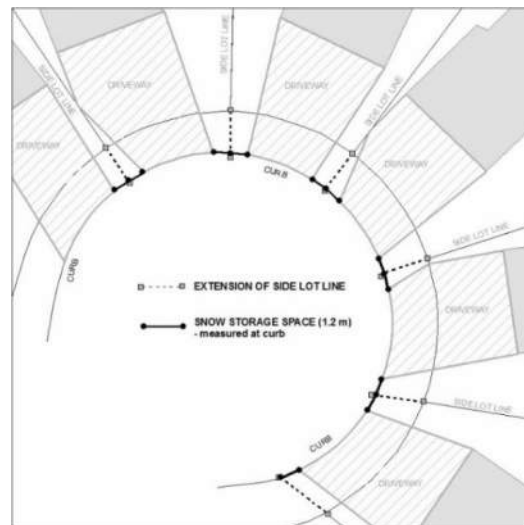 SIDE LOT LINE
DRIVEWAY
SIDE LOT LINE
DRIVEWAY
SIDE LOT LINE
DRIVEWAY
DRIVEWAY
CURB
SIDE LOT LINE
CURB
EXTENSION OF SIDE LOT LINE
SNOW STORAGE SPACE (1.2 m)
- measured at curb
DRIVEWAY
SIDE LOT LINE
CURB
DRIVEWAY